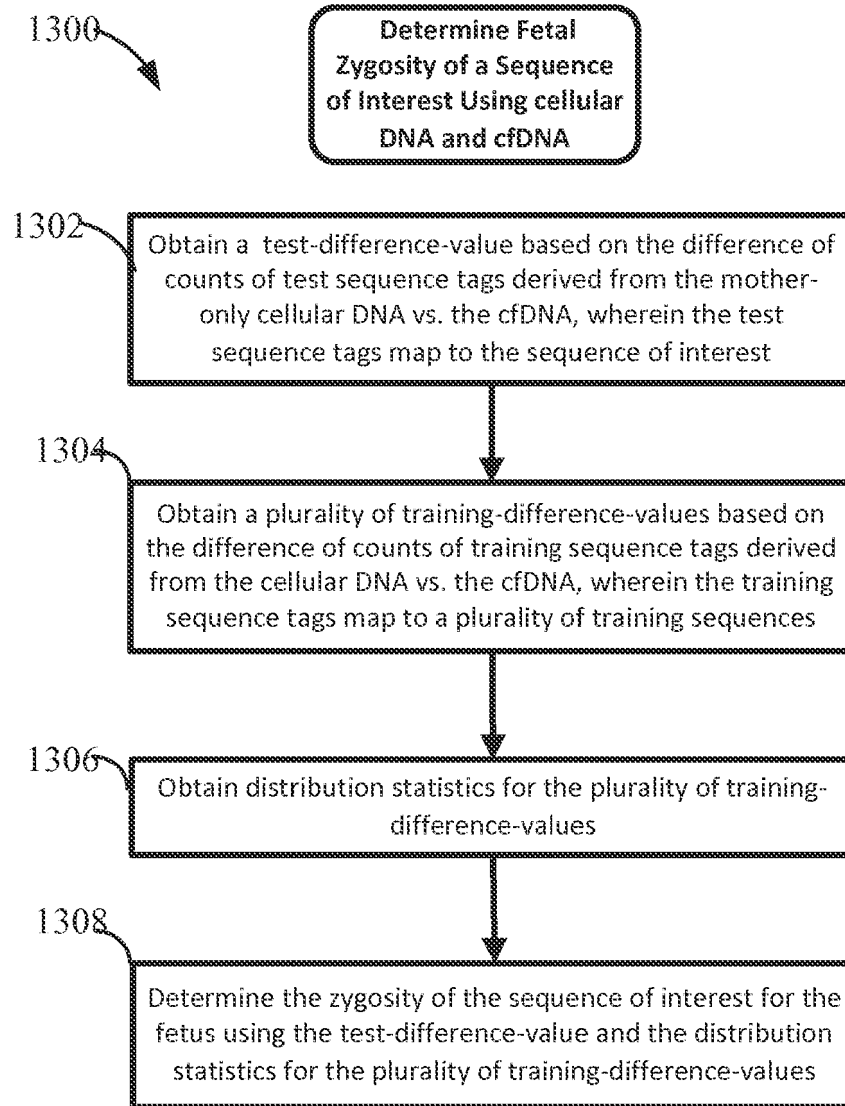 1300
Determine Fetal
Zygosity of a Sequence
of Interest Using cellular
DNA and cfDNA
1302
Obtain a test-difference-value based on the difference of
counts of test sequence tags derived from the mother-
only cellular DNA vs. the cfDNA, wherein the test
sequence tags map to the sequence of interest
1304
Obtain a plurality of training-difference-values based on
the difference of counts of training sequence tags derived
from the cellular DNA vs. the cfDNA, wherein the training
sequence tags map to a plurality of training sequences
1306
Obtain distribution statistics for the plurality of training-
difference-values
1308
Determine the zygosity of the sequence of interest for the
fetus using the test-difference-value and the distribution
statistics for the plurality of training-difference-values